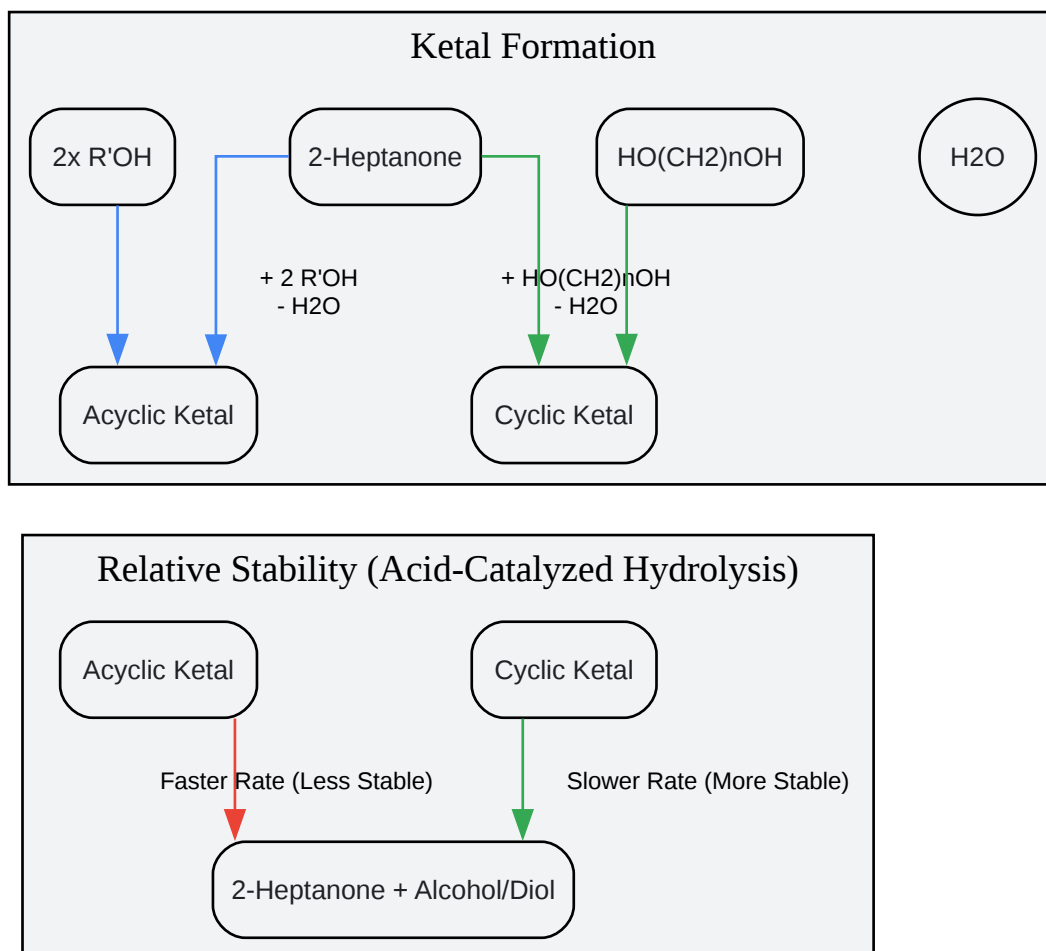 Ketal Formation
2x R'OH
2-Heptanone
HO(CH2)nOH
H2O
+ 2 R'OH
- H2O
+ HO(CH2)nOH
- H2O
Acyclic Ketal
Cyclic Ketal
Relative Stability (Acid-Catalyzed Hydrolysis)
Acyclic Ketal
Cyclic Ketal
Faster Rate (Less Stable)
Slower Rate (More Stable)
2-Heptanone + Alcohol/Diol